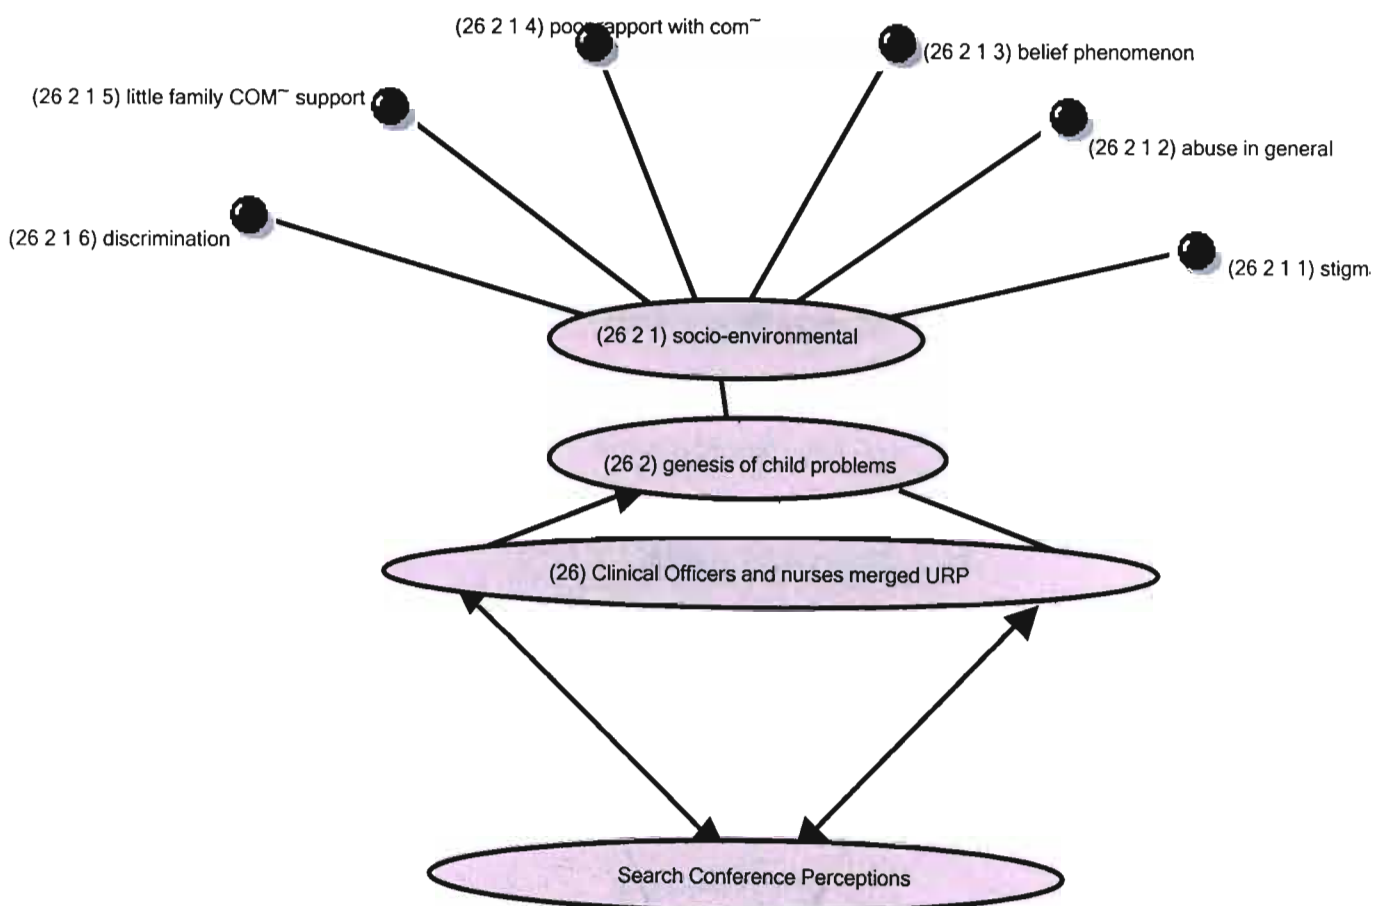 (26 2 1 4) poor rapport with com~
(26 2 1 3) belief phenomenon
(26 2 1 5) little family COM~ support
(26 2 1 2) abuse in general
(26 2 1 6) discrimination
(26 2 1 1) stigm
(26 2 1) socio-environmental
(26 2) genesis of child problems
(26) Clinical Officers and nurses merged URP
Search Conference Perceptions